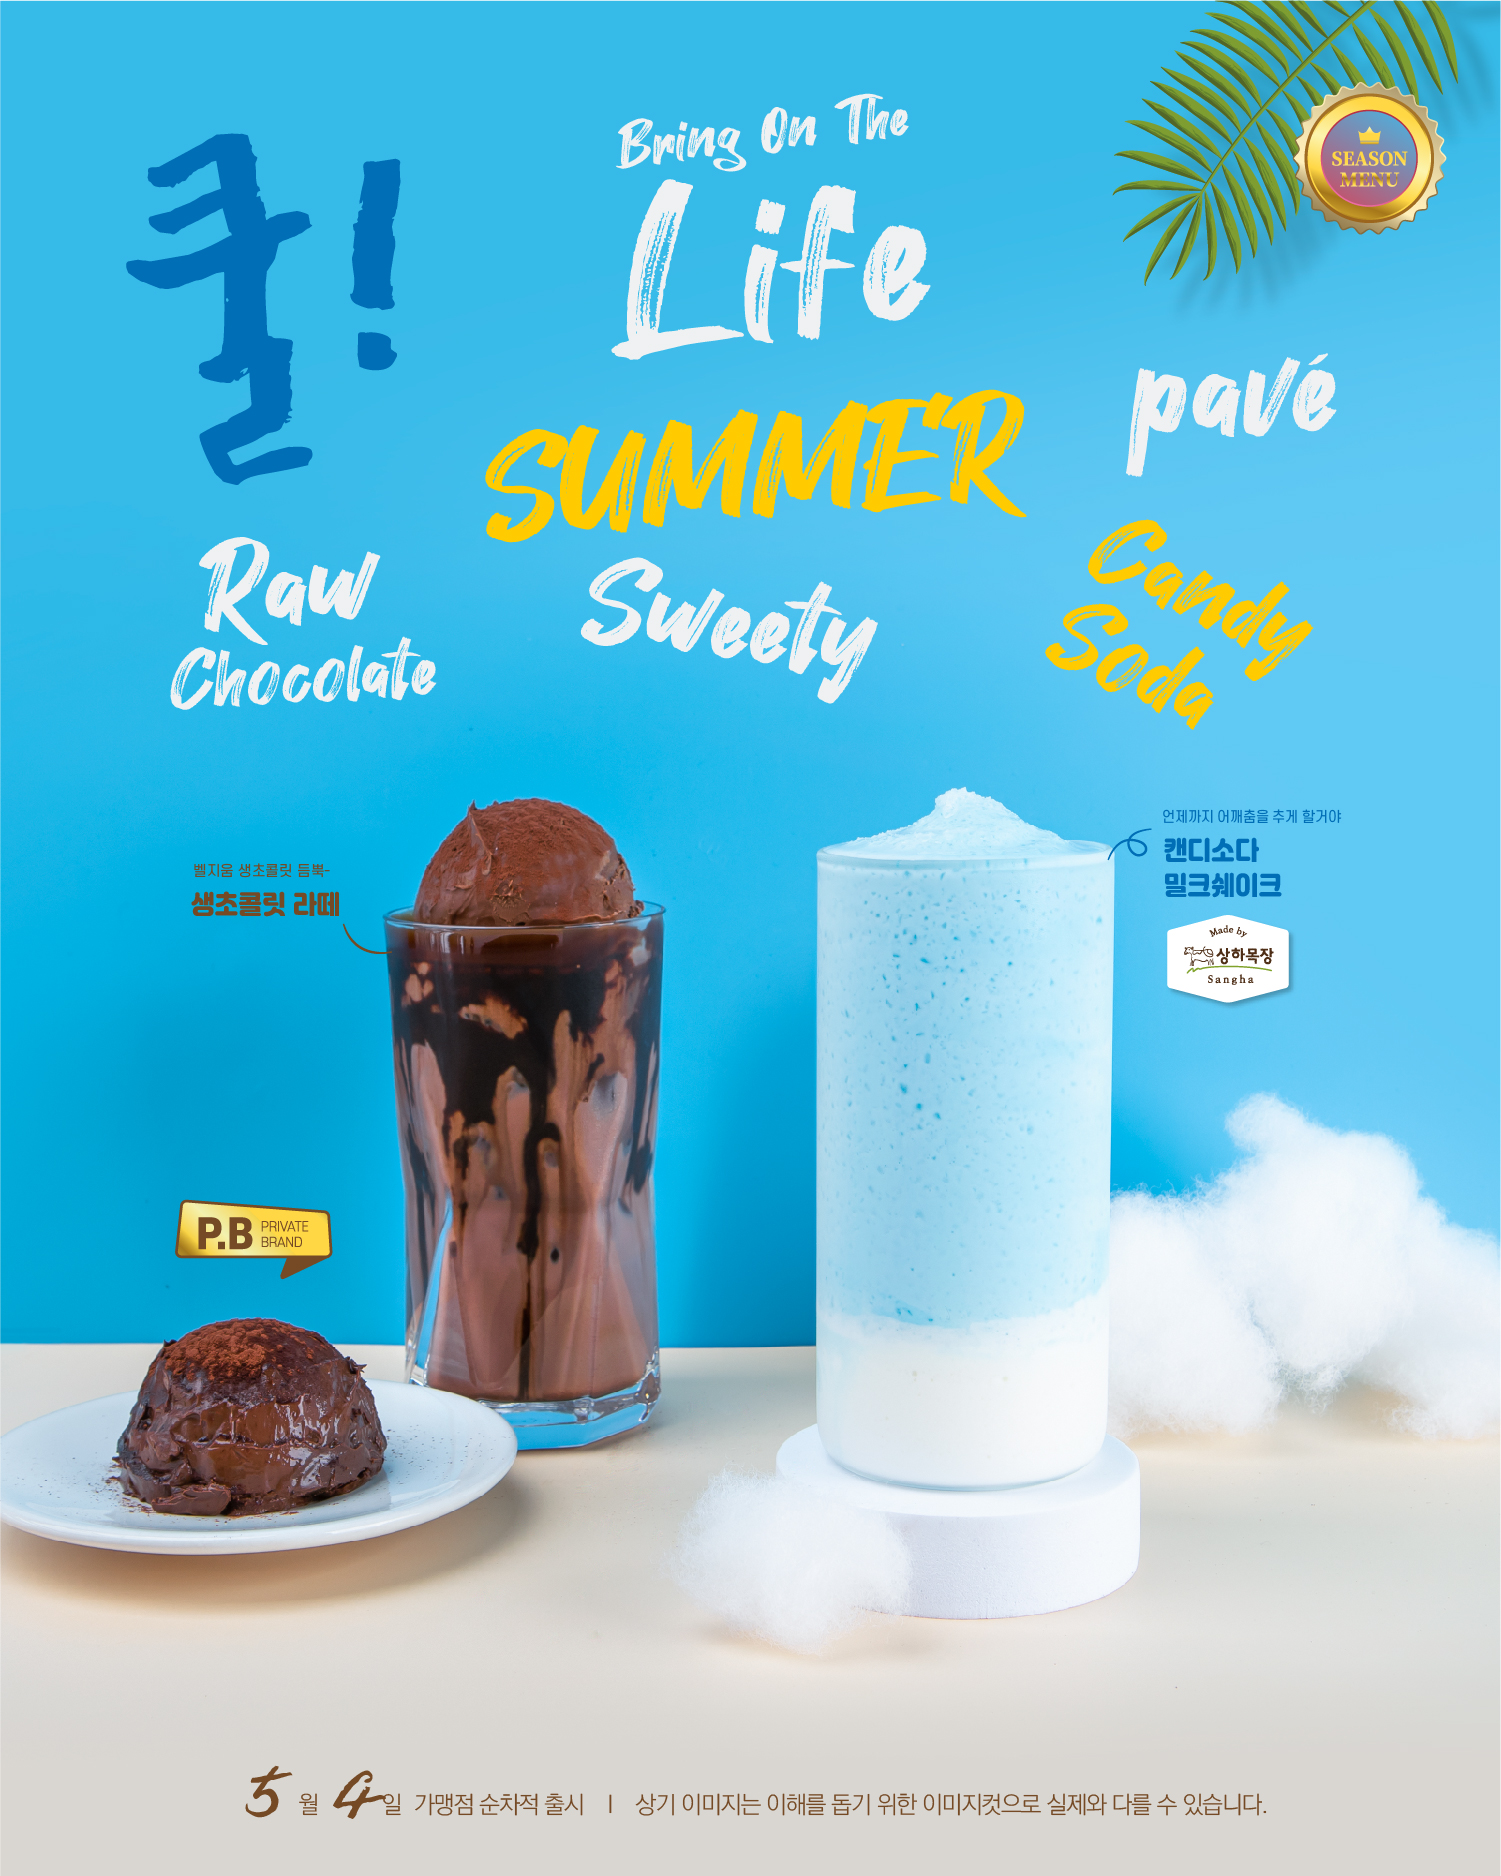 쿨!
Bring On The
Life
SUMMER
Sweety
SEASON
MENU
pavé
Raw
Chocolate
Candy
Soda
벨지움 생초콜릿 듬뿍-
생초콜릿 라떼
언제까지 어깨춤을 추게 할거야
캔디소다
밀크쉐이크
Made by
상하목장
Sangha
P.B PRIVATE
BRAND
5월 4일 가맹점 순차적 출시 | 상기 이미지는 이해를 돕기 위한 이미지컷으로 실제와 다를 수 있습니다.